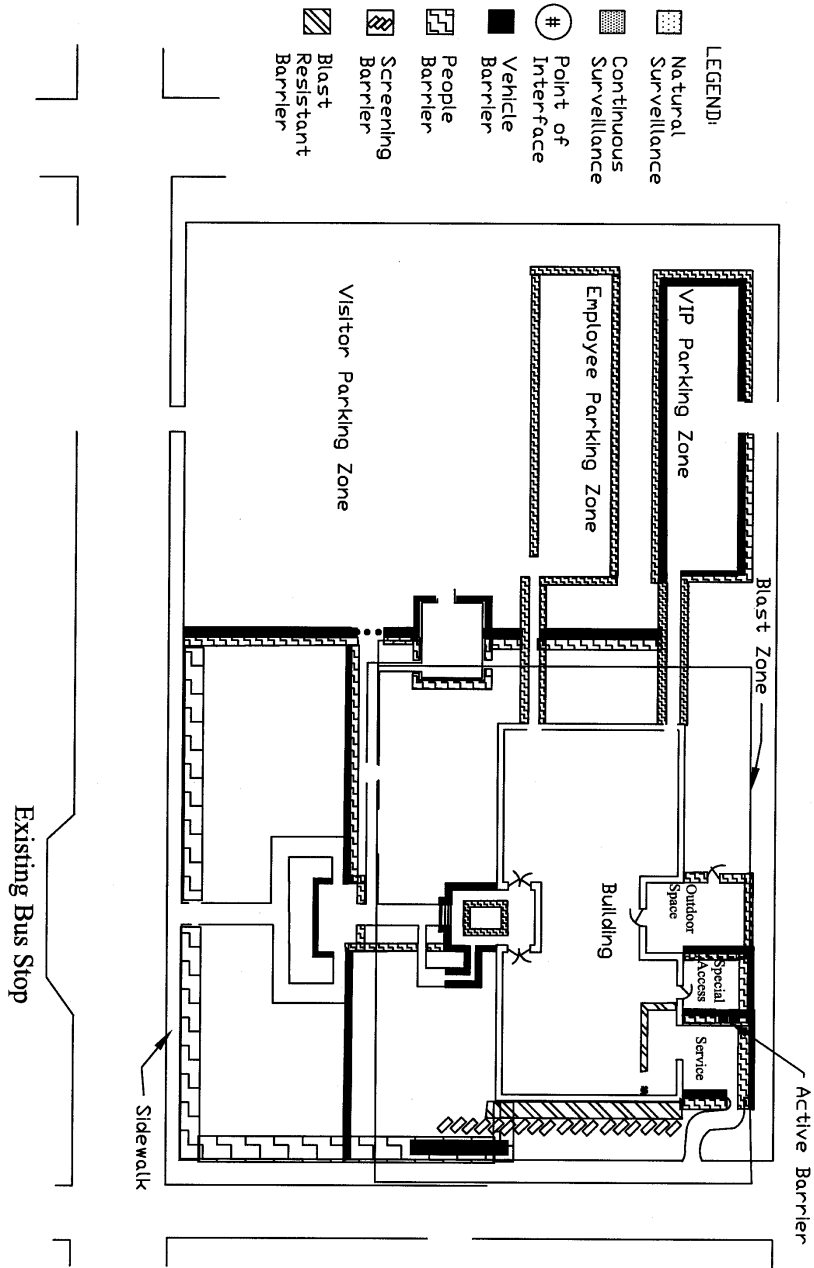 LEGEND:
Natural
Surveillance
Continuous
Surveillance
#
Point of
Interface
Vehicle
Barrier
People
Barrier
Screening
Barrier
Blast
Resistant
Barrier
VIP Parking Zone
Employee Parking Zone
Visitor Parking Zone
Blast Zone
Outdoor
Space
Special
Access
Service
Building
Active Barrier
Sidewalk
Existing Bus Stop